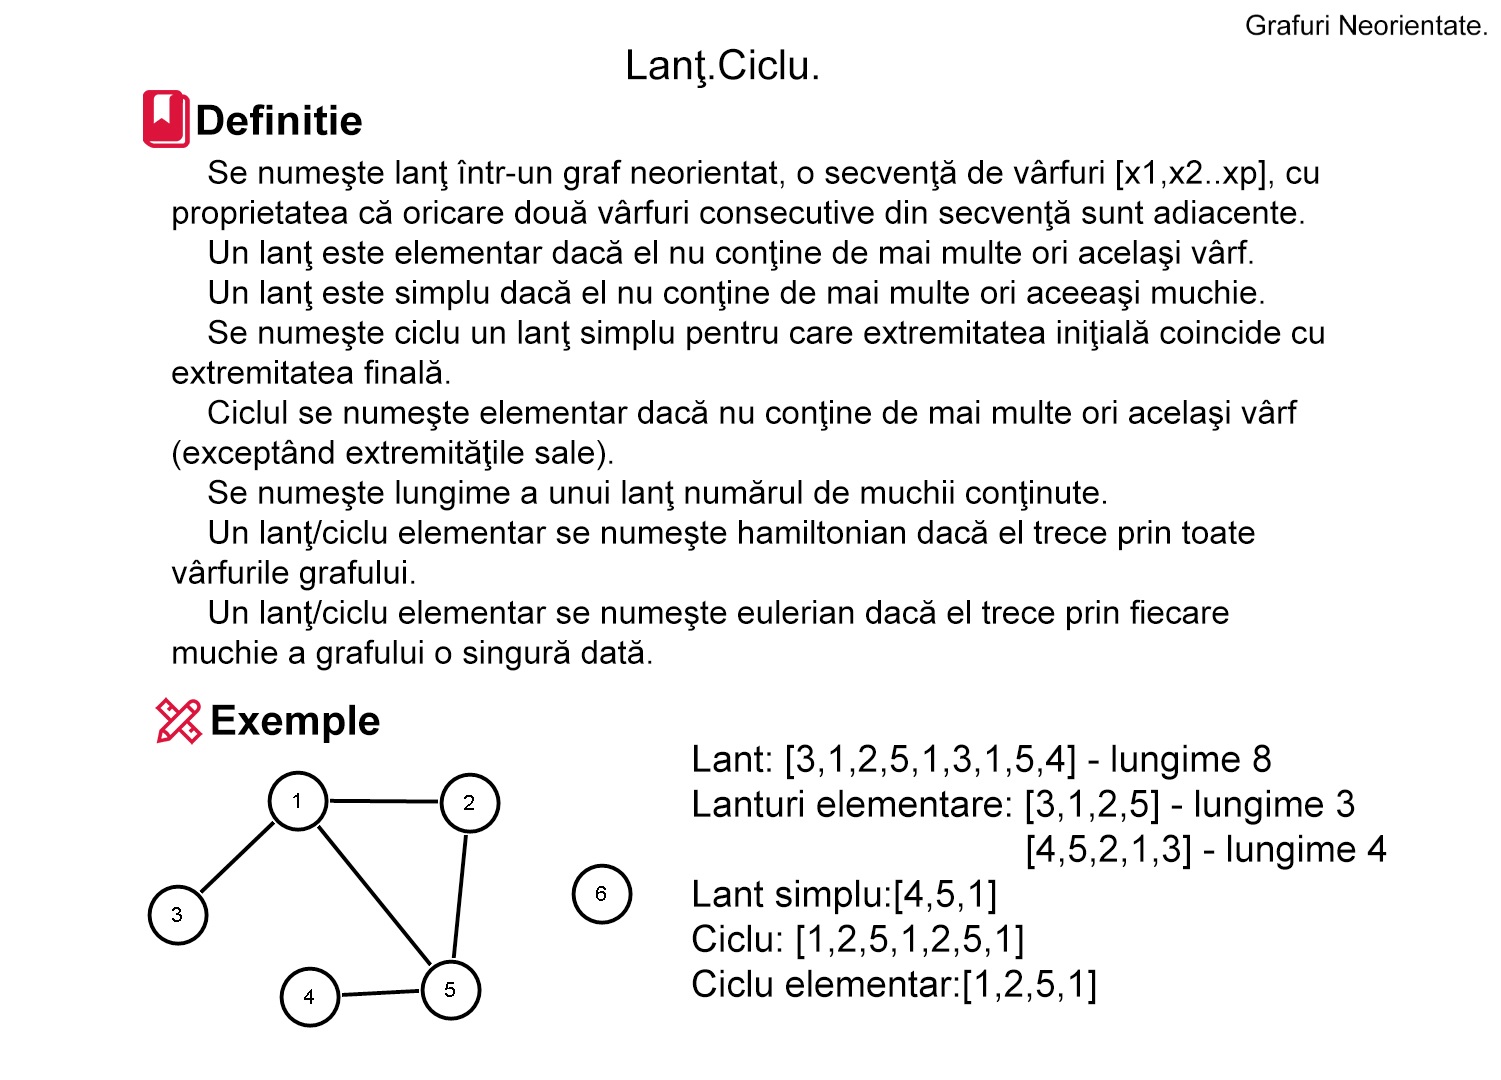 Grafuri Neorientate.
Lanţ.Ciclu.
Definitie
Se numeşte lanţ într-un graf neorientat, o secvenţă de vârfuri [x1,x2..xp], cu
proprietatea că oricare două vârfuri consecutive din secvenţă sunt adiacente.
Un lanţ este elementar dacă el nu conţine de mai multe ori acelaşi vârf.
Un lanţ este simplu dacă el nu conţine de mai multe ori aceeaşi muchie.
Se numeşte ciclu un lanţ simplu pentru care extremitatea iniţială coincide cu
extremitatea finală.
Ciclul se numeşte elementar dacă nu conţine de mai multe ori acelaşi vârf
(exceptând extremităţile sale).
Se numeşte lungime a unui lanţ numărul de muchii conţinute.
Un lanţ/ciclu elementar se numeşte hamiltonian dacă el trece prin toate
vârfurile grafului.
Un lanţ/ciclu elementar se numeşte eulerian dacă el trece prin fiecare
muchie a grafului o singură dată.
Exemple
1
2
3
4
5
6
Lant: [3,1,2,5,1,3,1,5,4] - lungime 8
Lanturi elementare: [3,1,2,5] - lungime 3
[4,5,2,1,3] - lungime 4
Lant simplu:[4,5,1]
Ciclu: [1,2,5,1,2,5,1]
Ciclu elementar:[1,2,5,1]